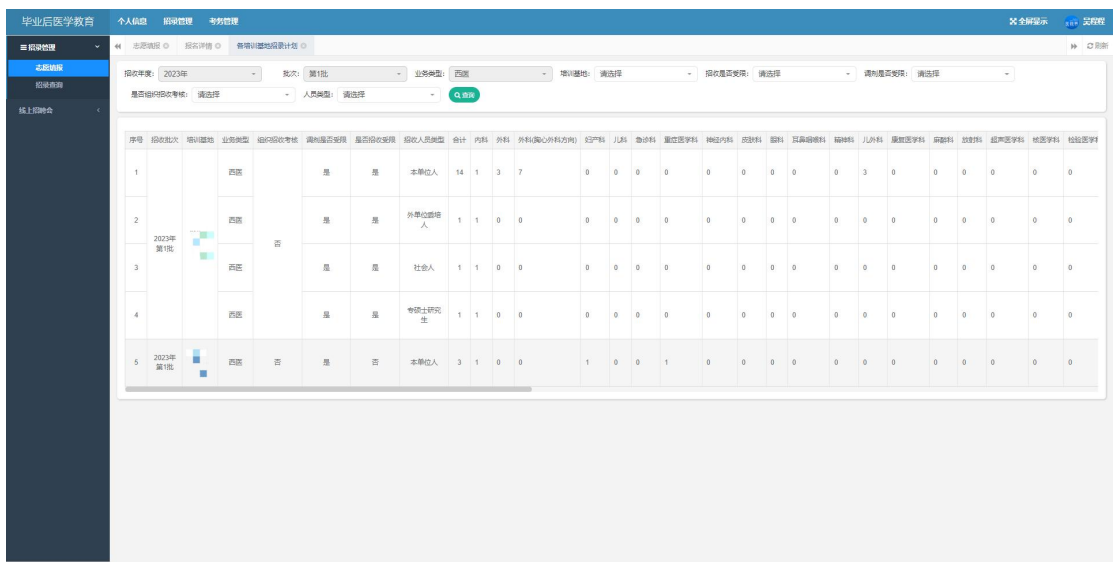 毕业后医学教育 个人信息 招录管理 考务管理 全屏显示
招录管理 志愿填报 报名详情 各培训基地招录计划 刷新
志愿填报
招录查询
线上招聘会
招收年度: 2023年 批次: 第1批 业务类型: 西医 培训基地: 请选择 招收是否受限: 请选择 调剂是否受限: 请选择
是否组织招收考核: 请选择 人员类型: 请选择 查询
序号 招收批次 培训基地 业务类型 组织招收考核 调剂是否受限 是否招收受限 招收人员类型 合计 内科 外科 外科(胸心外科方向) 妇产科 儿科 急诊科 重症医学科 神经内科 皮肤科 眼科 耳鼻咽喉科 精神科 儿外科 康复医学科 麻醉科 放射科 超声医学科 核医学科 检验医学科
1 西医 是 是 本单位人 14 1 3 7 0 0 0 0 0 0 0 0 0 3 0 0 0 0 0 0
2 西医 是 是 外单位委培人 1 1 0 0 0 0 0 0 0 0 0 0 0 0 0 0 0 0 0 0
2023年
第1批
否
3 西医 是 是 社会人 1 1 0 0 0 0 0 0 0 0 0 0 0 0 0 0 0 0 0 0
4 西医 是 是 专硕士研究生 1 1 0 0 0 0 0 0 0 0 0 0 0 0 0 0 0 0 0 0
5 2023年第1批 西医 否 是 否 本单位人 3 1 0 0 1 0 0 1 0 0 0 0 0 0 0 0 0 0 0 0